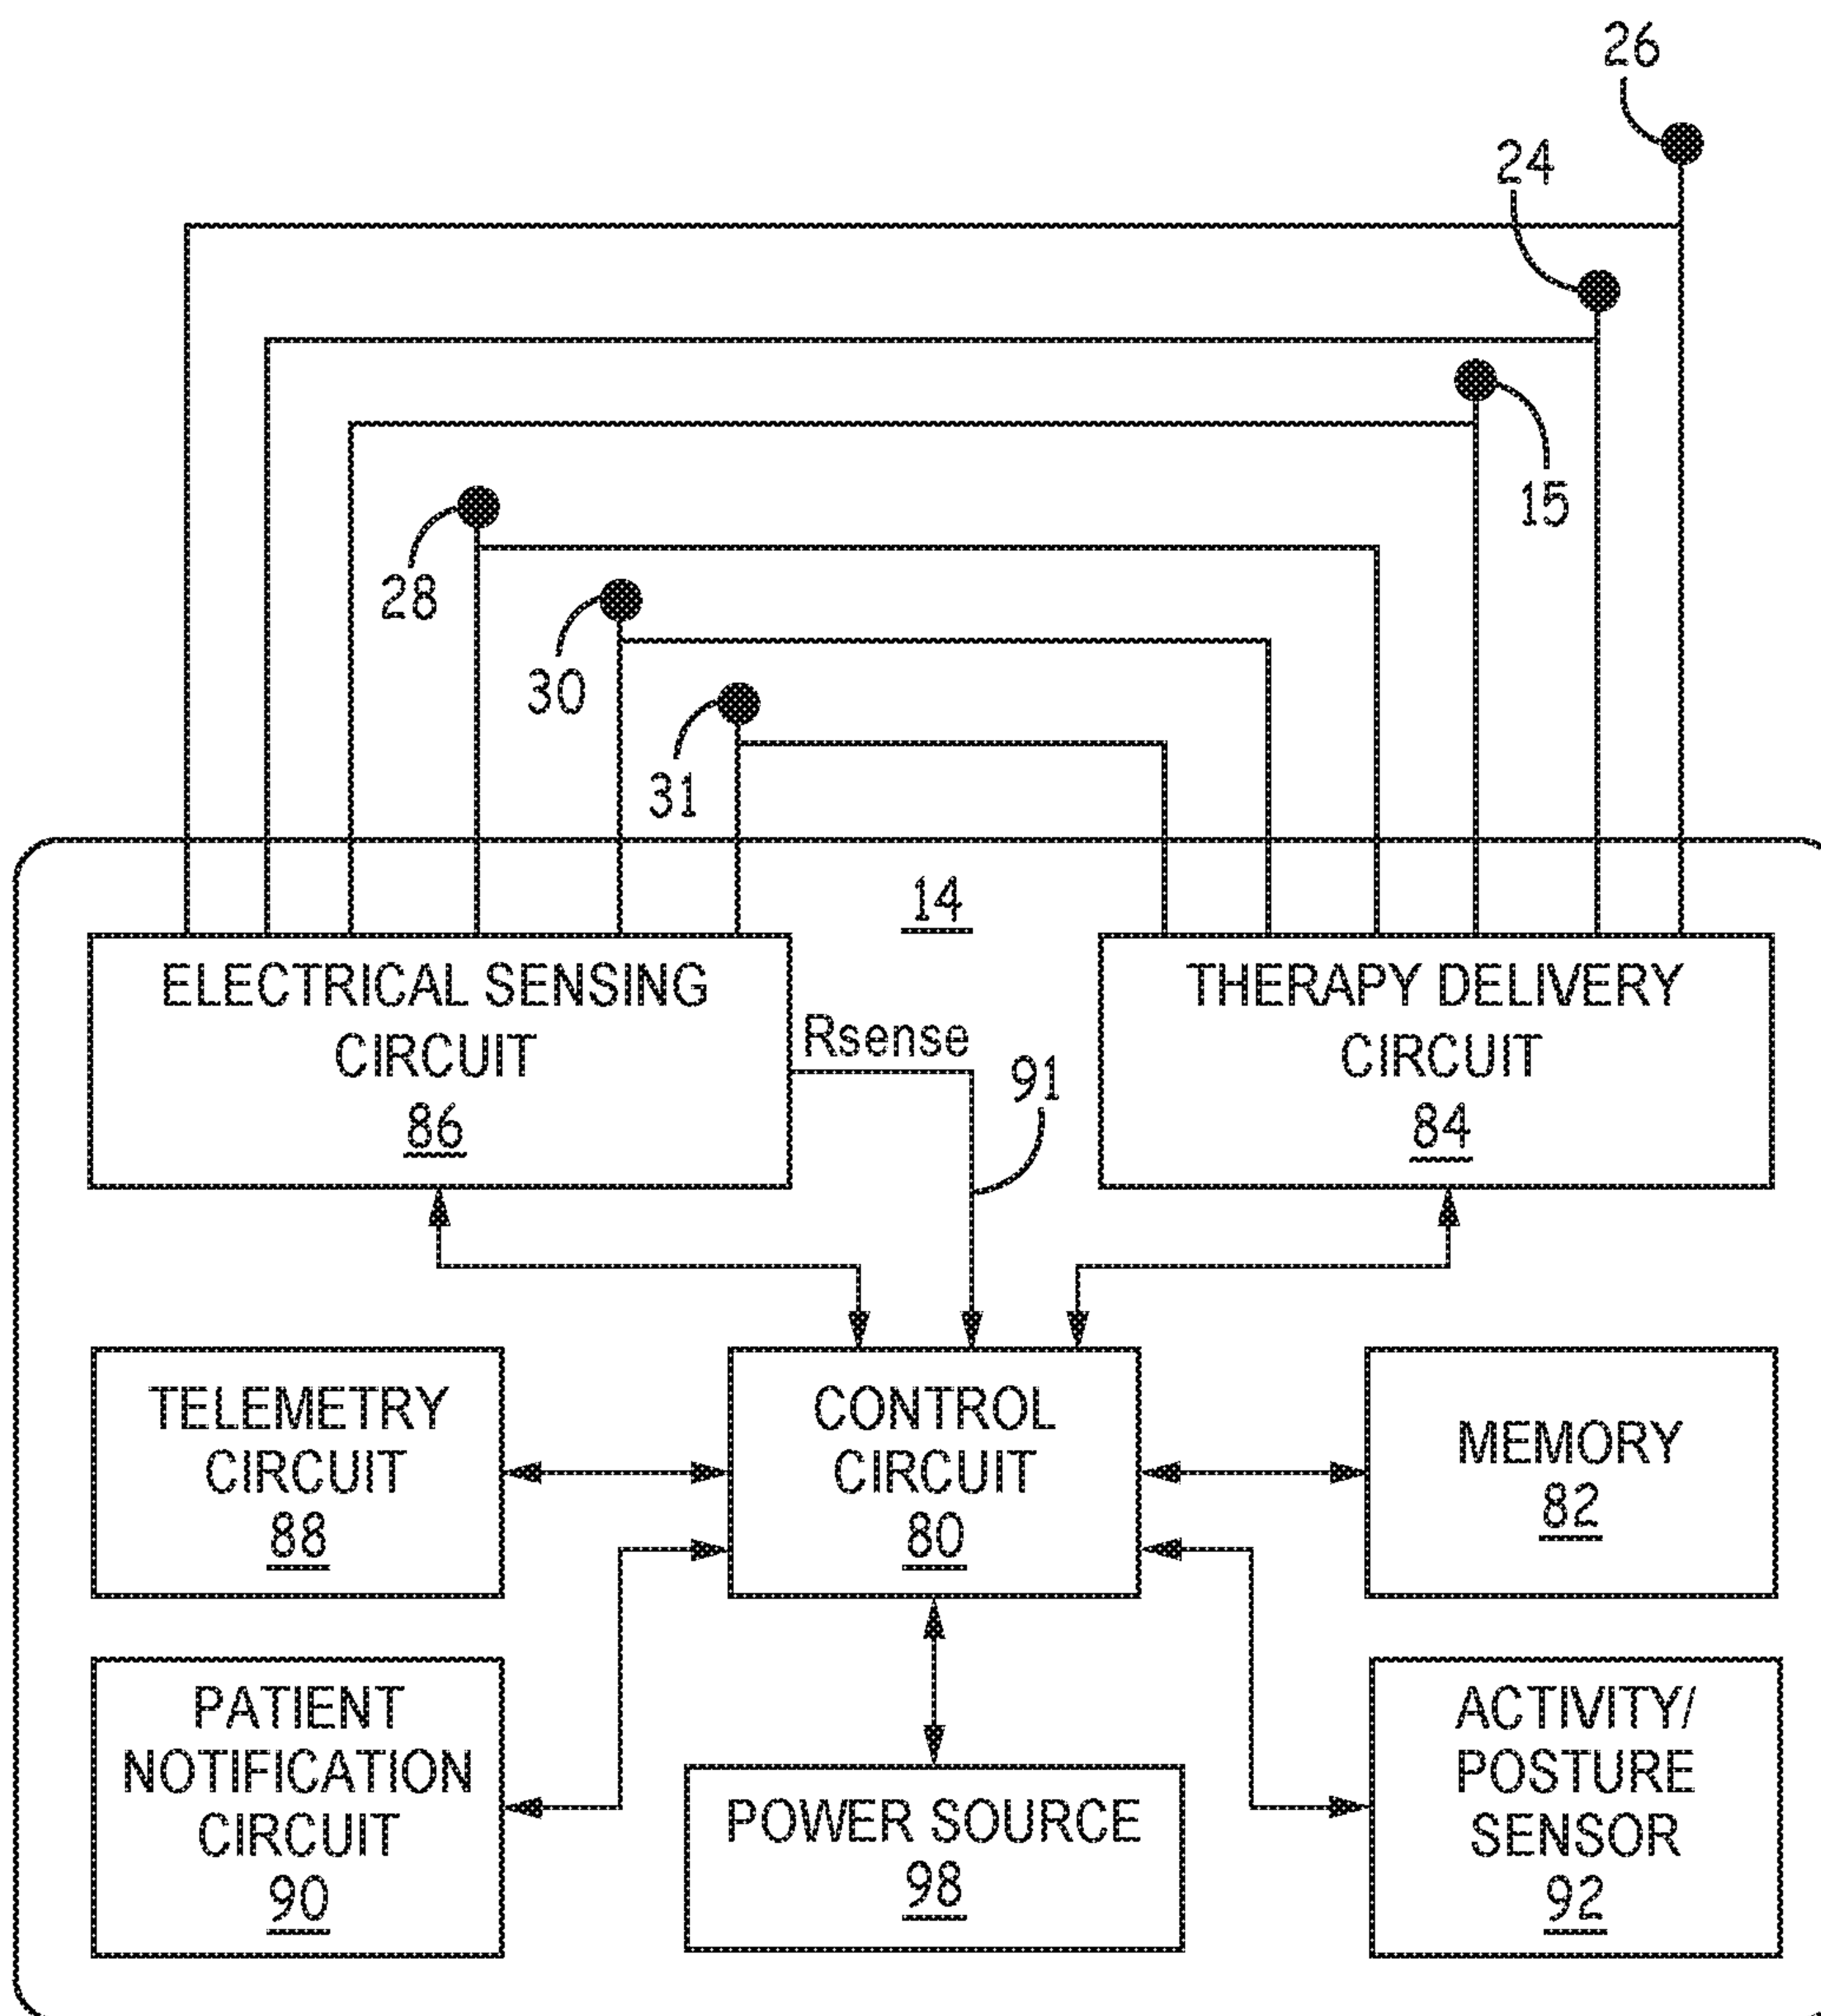 26
24
15
28
30
31
14
ELECTRICAL SENSING
CIRCUIT
86
Rsense
91
THERAPY DELIVERY
CIRCUIT
84
TELEMETRY
CIRCUIT
88
CONTROL
CIRCUIT
80
MEMORY
82
PATIENT
NOTIFICATION
CIRCUIT
90
POWER SOURCE
98
ACTIVITY/
POSTURE
SENSOR
92